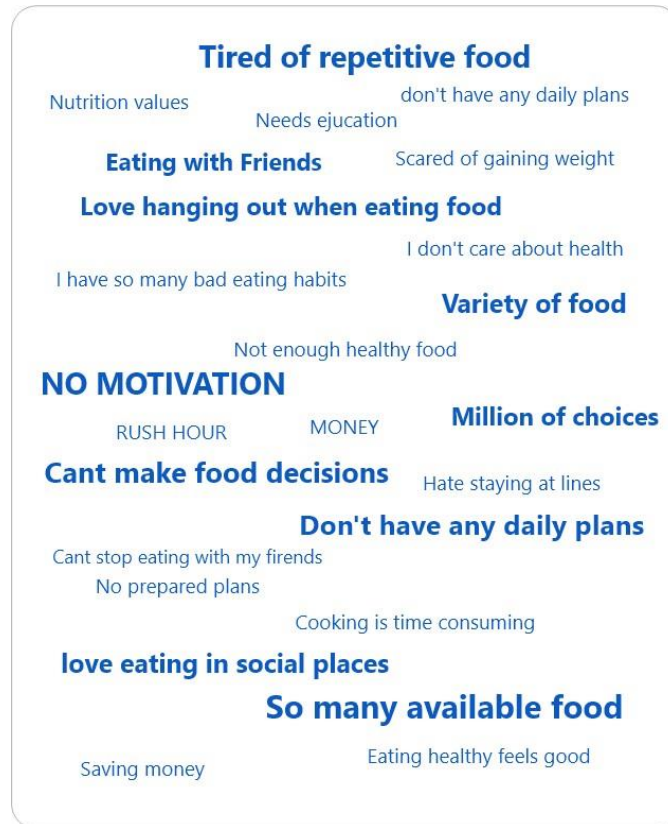 Tired of repetitive food
don't have any daily plans
Nutrition values
Needs ejucation
Eating with Friends
Scared of gaining weight
Love hanging out when eating food
I don't care about health
I have so many bad eating habits
Variety of food
Not enough healthy food
NO MOTIVATION
Million of choices
RUSH HOUR
MONEY
Cant make food decisions
Hate staying at lines
Don't have any daily plans
Cant stop eating with my firends
No prepared plans
Cooking is time consuming
love eating in social places
So many available food
Eating healthy feels good
Saving money